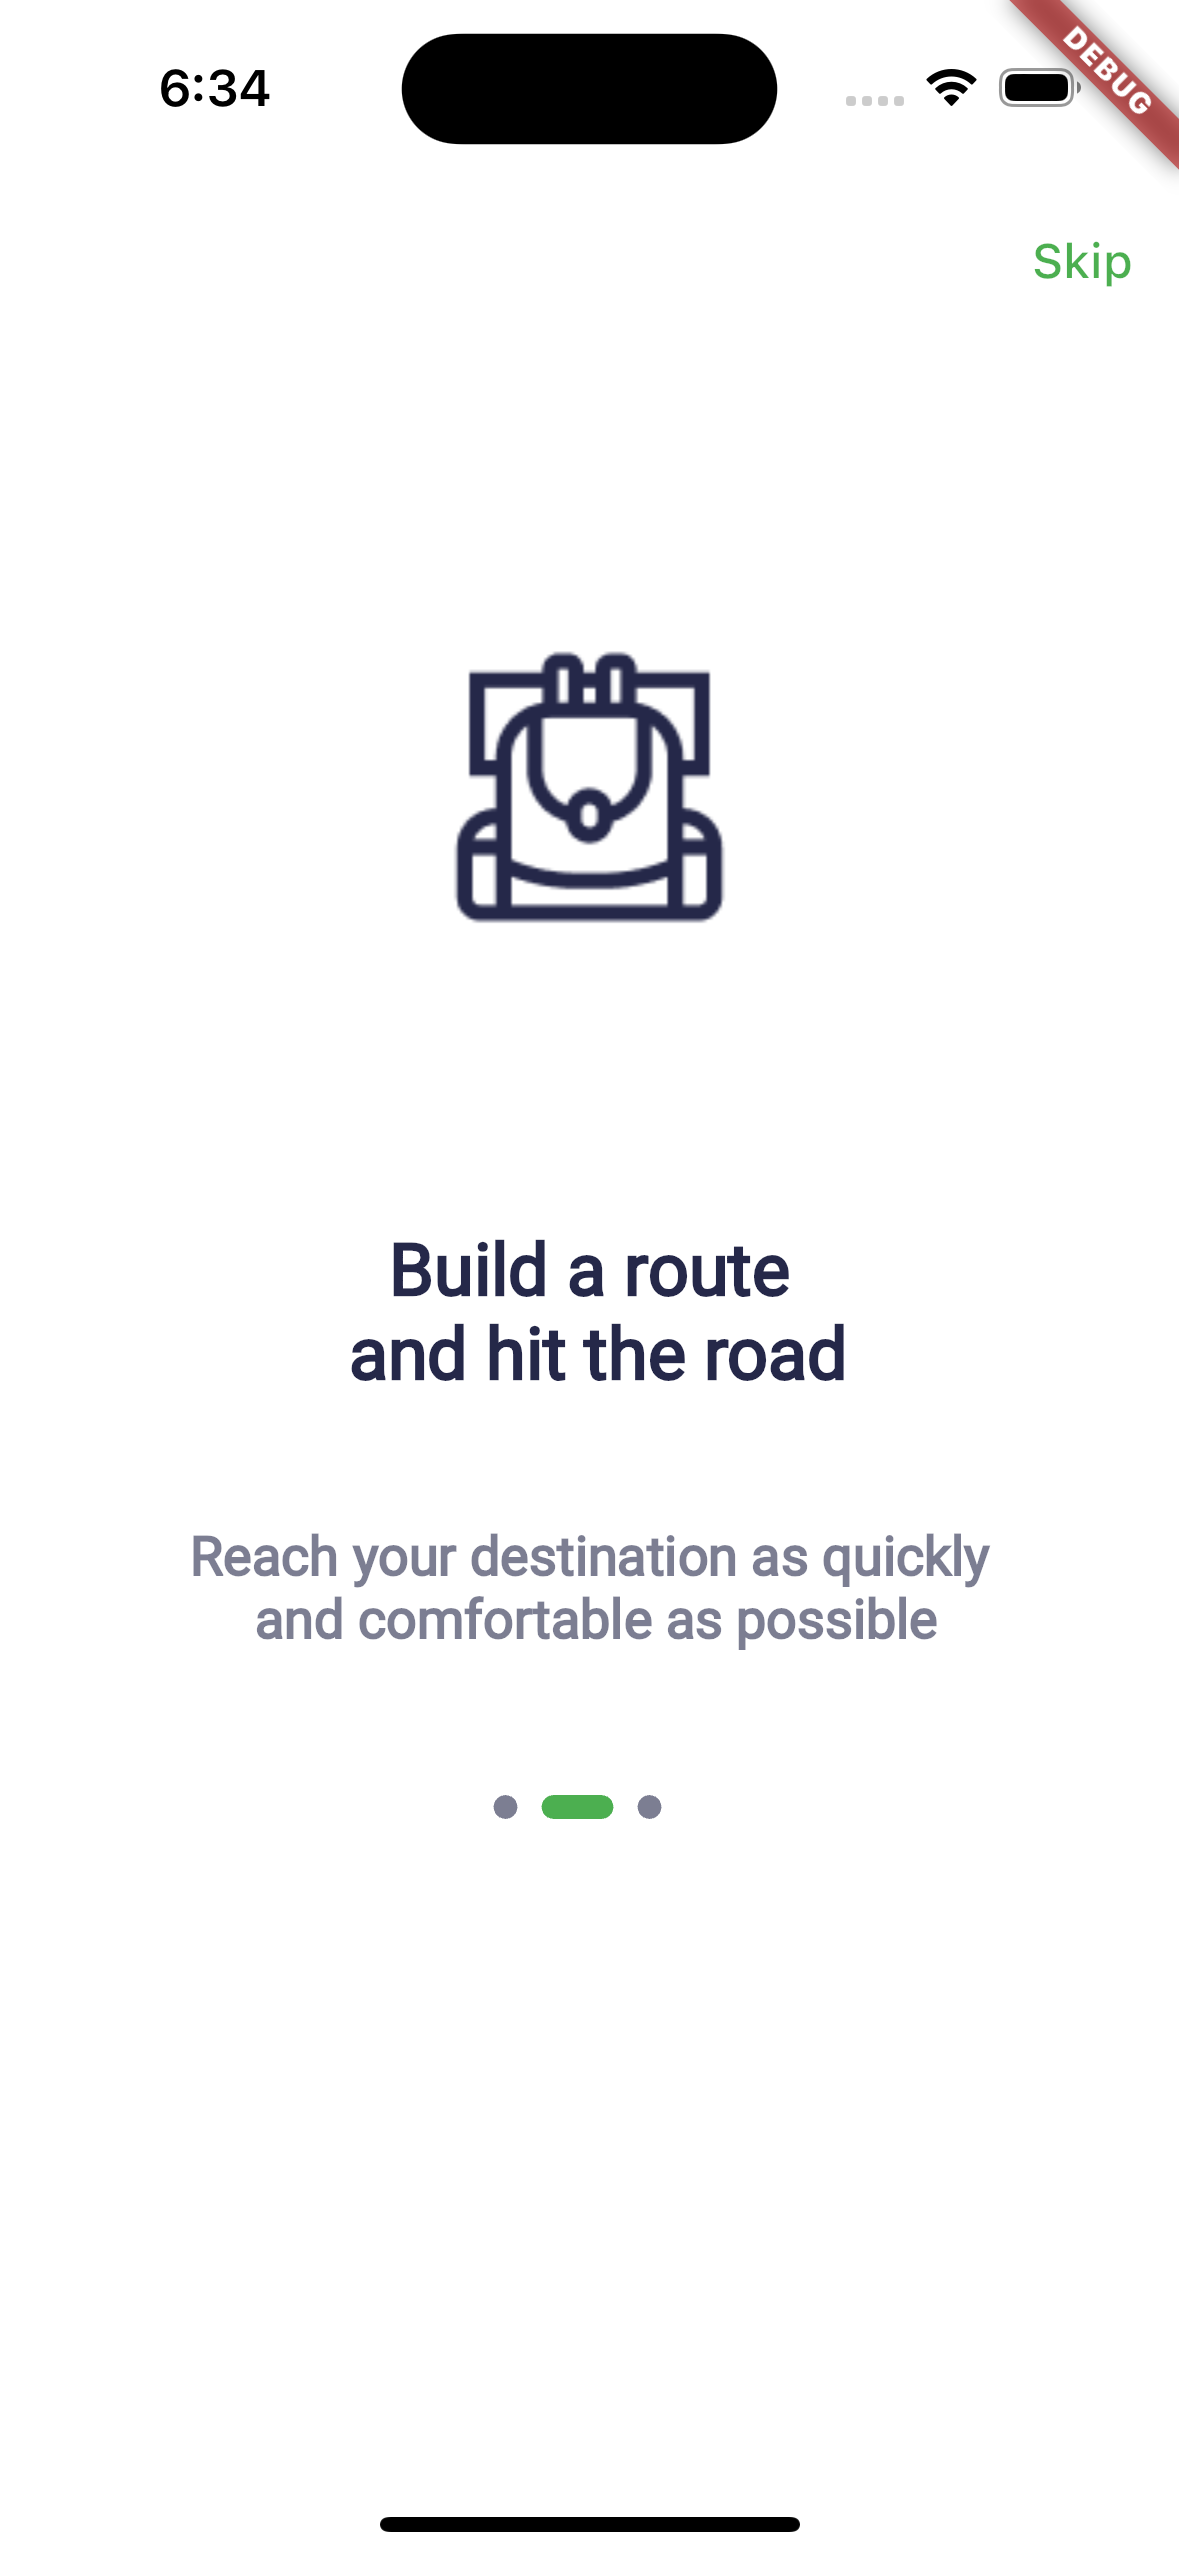 6:34
DEBUG
Skip
Build a route
and hit the road
Reach your destination as quickly
and comfortable as possible